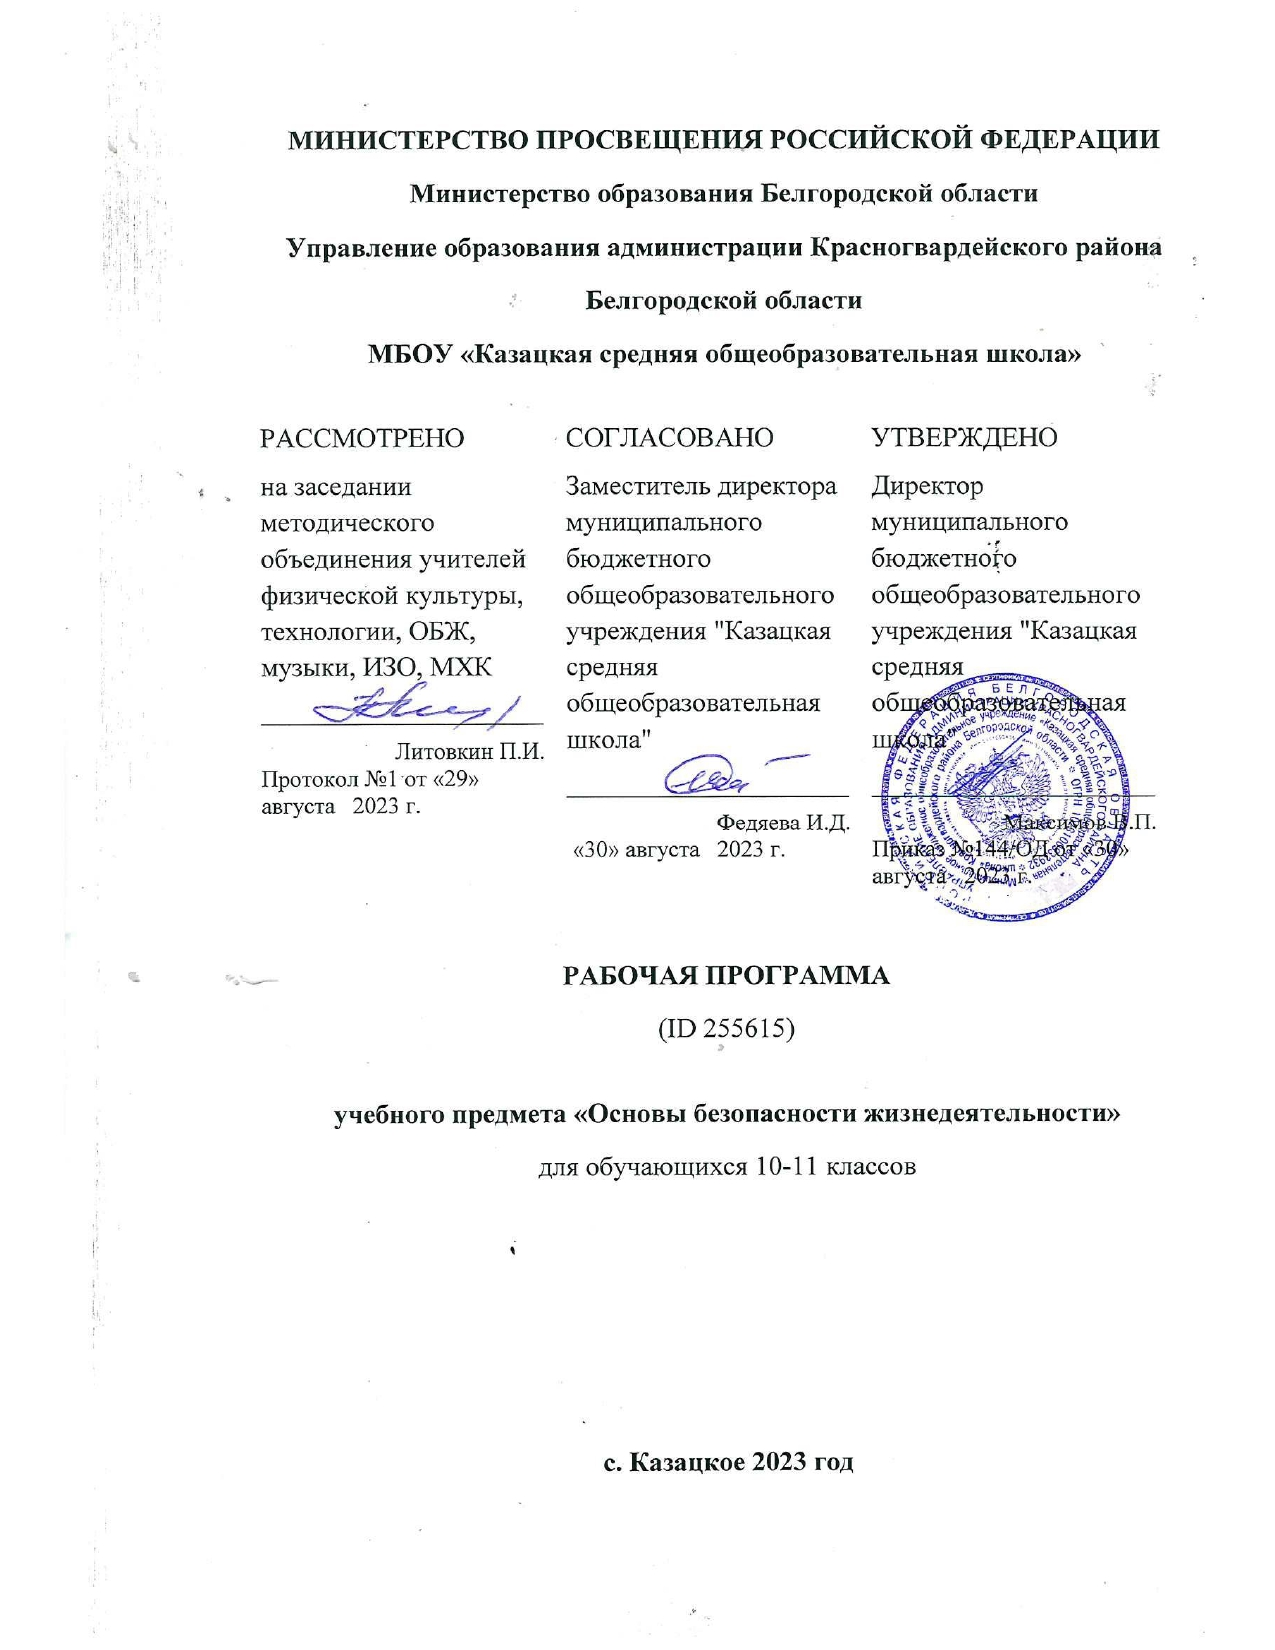 МИНИСТЕРСТВО ПРОСВЕЩЕНИЯ РОССИЙСКОЙ ФЕДЕРАЦИИ
Министерство образования Белгородской области
Управление образования администрации Красногвардейского района
Белгородской области
МБОУ «Казацкая средняя общеобразовательная школа»
РАССМОТРЕНО
на заседании
методического
объединения учителей
физической культуры,
технологии, ОБЖ,
музыки, ИЗО, МХК
Литовкин П.И.
Протокол №1 от «29»
августа 2023 г.
СОГЛАСОВАНО
Заместитель директора
муниципального
бюджетного
общеобразовательного
учреждения "Казацкая
средняя
общеобразовательная
школа"
Федяева И.Д.
«30» августа 2023 г.
УТВЕРЖДЕНО
Директор
муниципального
бюджетного
общеобразовательного
учреждения "Казацкая
средняя
общеобразовательная
школа"
Максимов В.П.
Приказ №144/ОД от «30»
августа 2023 г.
РАБОЧАЯ ПРОГРАММА
(ID 255615)
учебного предмета «Основы безопасности жизнедеятельности»
для обучающихся 10-11 классов
с. Казацкое 2023 год